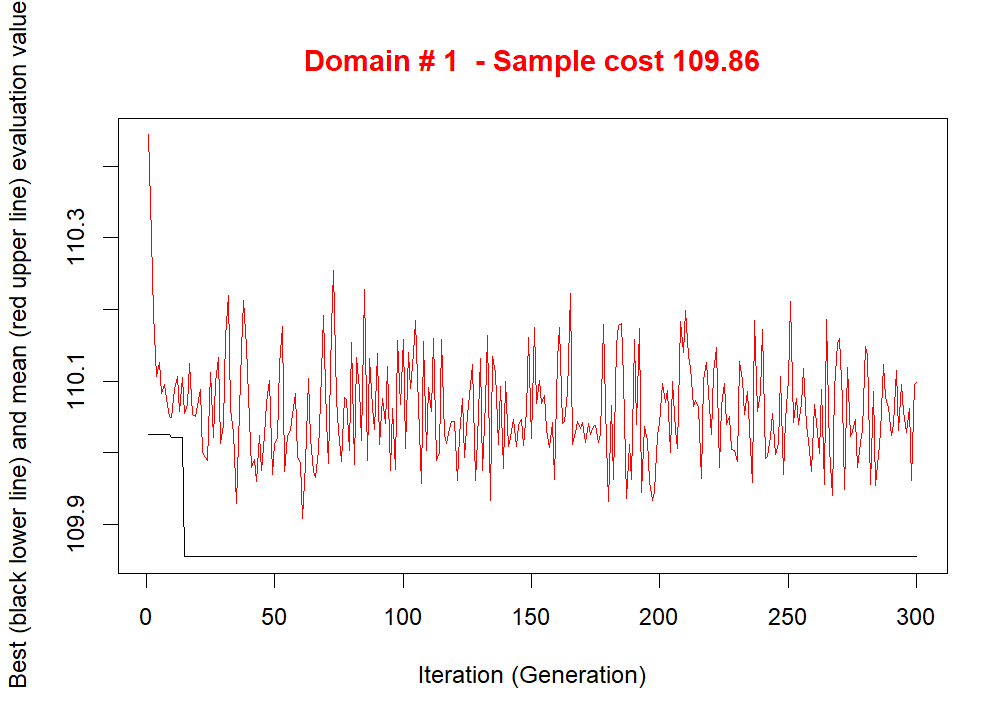 Domain # 1  - Sample cost 109.86
Best (black lower line) and mean (red upper line) evaluation value
110.3
110.1
109.9
0 50 100 150 200 250 300
Iteration (Generation)